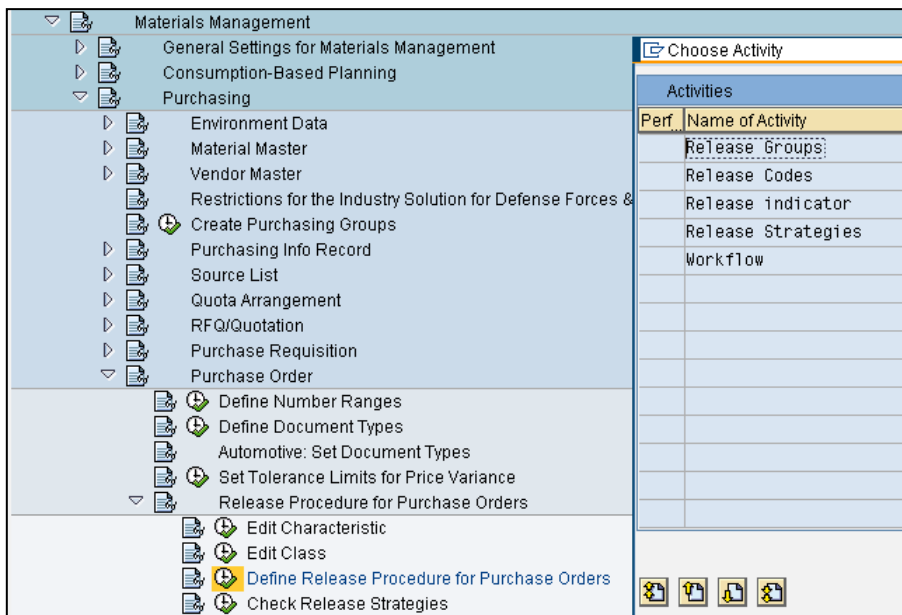 Materials Management
General Settings for Materials Management
Consumption-Based Planning
Purchasing
Environment Data
Material Master
Vendor Master
Restrictions for the Industry Solution for Defense Forces &
Create Purchasing Groups
Purchasing Info Record
Source List
Quota Arrangement
RFQ/Quotation
Purchase Requisition
Purchase Order
Define Number Ranges
Define Document Types
Automotive: Set Document Types
Set Tolerance Limits for Price Variance
Release Procedure for Purchase Orders
Edit Characteristic
Edit Class
Define Release Procedure for Purchase Orders
Check Release Strategies
Choose Activity
Activities
Perf... Name of Activity
Release Groups
Release Codes
Release indicator
Release Strategies
Workflow